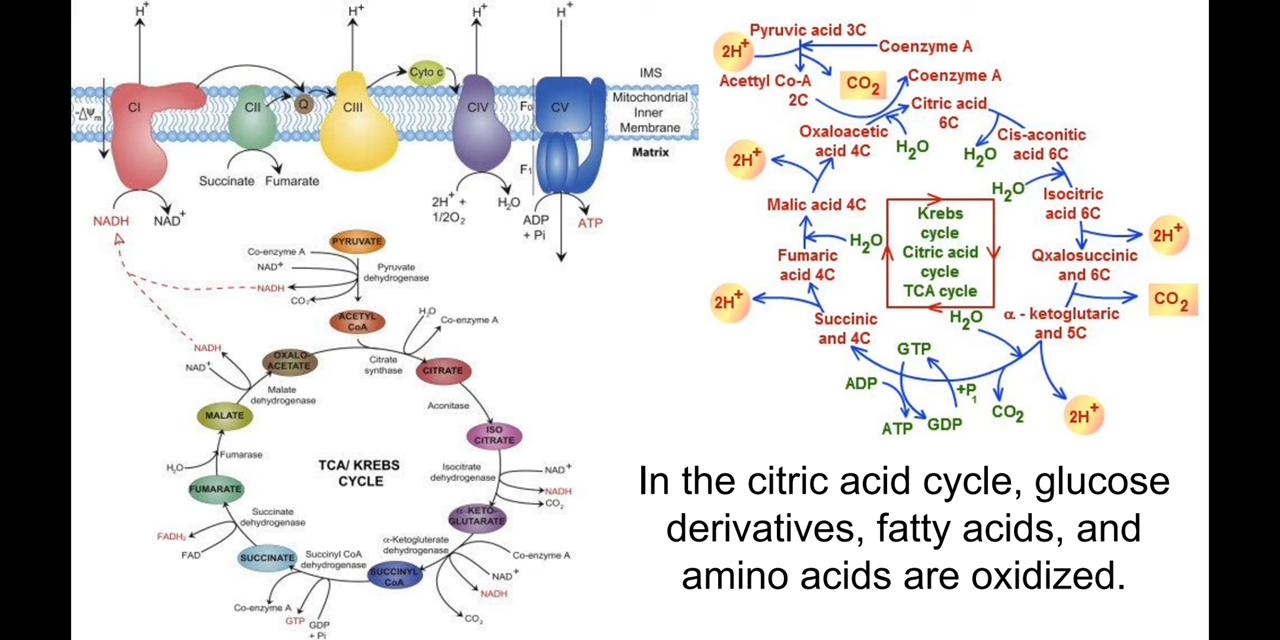 H⁺
H⁺
H⁺
H⁺
Cyto c
CI
CII
Q
CIII
CIV
F₀
CV
F₁
-ΔΨₘ
IMS
Mitochondrial
Inner
Membrane
Matrix
Succinate
Fumarate
NADH
NAD⁺
2H⁺ +
1/2O₂
H₂O
ADP
+ Pi
ATP
PYRUVATE
Co-enzyme A
NAD⁺
NADH
CO₂
Pyruvate
dehydrogenase
ACETYL
CoA
H₂O
Co-enzyme A
Citrate
synthase
CITRATE
Aconitase
ISO
CITRATE
Isocitrate
dehydrogenase
NAD⁺
NADH
CO₂
α-KETO-
GLUTARATE
α-Ketogluterate
dehydrogenase
Co-enzyme A
NAD⁺
NADH
CO₂
SUCCINYL
CoA
Succinyl CoA
dehydrogenase
Co-enzyme A
GTP
GDP
+ Pi
SUCCINATE
Succinate
dehydrogenase
FADH₂
FAD
FUMARATE
Fumarase
H₂O
MALATE
Malate
dehydrogenase
NADH
NAD⁺
OXALO-
ACETATE
TCA/ KREBS
CYCLE
Pyruvic acid 3C
2H⁺
Coenzyme A
Acettyl Co-A
2C
CO₂
Coenzyme A
Citric acid
6C
Oxaloacetic
acid 4C
H₂O
H₂O
Cis-aconitic
acid 6C
2H⁺
H₂O
Isocitric
acid 6C
Malic acid 4C
Krebs
cycle
Citric acid
cycle
TCA cycle
2H⁺
H₂O
Fumaric
acid 4C
Qxalosuccinic
and 6C
2H⁺
CO₂
Succinic
and 4C
H₂O
α - ketoglutaric
and 5C
GTP
ADP
+P₁
ATP
GDP
CO₂
2H⁺
In the citric acid cycle, glucose
derivatives, fatty acids, and
amino acids are oxidized.